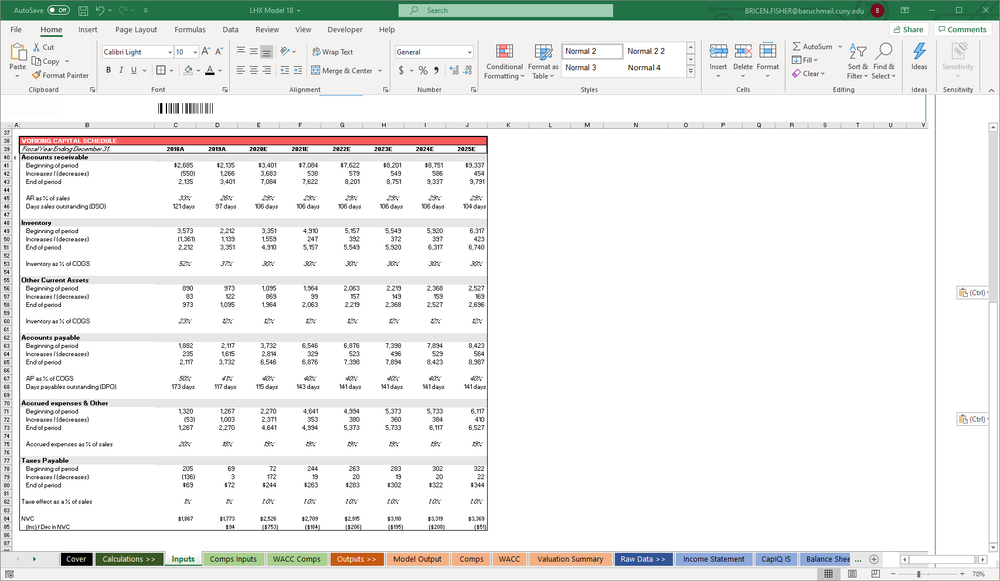 AutoSave Off LHX Model 18 Search BRICEN.FISHER@baruchmail.cuny.edu B
File Home Insert Page Layout Formulas Data Review View Developer Help Share Comments
Paste Cut Copy Format Painter Clipboard
Calibri Light 10 A A B I U A Font
ab Wrap Text Merge & Center Alignment
General $ % Number
Conditional Formatting Format as Table Normal 2 Normal 2 2 Normal 3 Normal 4 Styles
Insert Delete Format Cells
AutoSum Fill Clear Sort & Filter Find & Select Editing
Ideas Ideas
Sensitivity Sensitivity
A B C D E F G H I J K L M N O P Q R S T U V
37
38 WORKING CAPITAL SCHEDULE
39 Fiscal Year Ending December 31, 2018A 2019A 2020E 2021E 2022E 2023E 2024E 2025E
40 x Accounts receivable
41 Beginning of period $2,685 $2,135 $3,401 $7,084 $7,622 $8,201 $8,751 $9,337
42 Increases / (decreases) (550) 1,266 3,683 538 579 549 586 454
43 End of period 2,135 3,401 7,084 7,622 8,201 8,751 9,337 9,791
44
45 AR as % of sales 33% 26% 29% 29% 29% 29% 29% 29%
46 Days sales outstanding (DSO) 121 days 97 days 106 days 106 days 106 days 106 days 106 days 104 days
47
48 Inventory
49 Beginning of period 3,573 2,212 3,351 4,910 5,157 5,549 5,920 6,317
50 Increases / (decreases) (1,361) 1,139 1,559 247 392 372 397 423
51 End of period 2,212 3,351 4,910 5,157 5,549 5,920 6,317 6,740
52
53 Inventory as % of COGS 52% 37% 30% 30% 30% 30% 30% 30%
54
55 Other Current Assets
56 Beginning of period 890 973 1,095 1,964 2,063 2,219 2,368 2,527
57 Increases / (decreases) 83 122 869 99 157 149 159 169
58 End of period 973 1,095 1,964 2,063 2,219 2,368 2,527 2,696
59
60 Inventory as % of COGS 23% 12% 12% 12% 12% 12% 12% 12%
61
62 Accounts payable
63 Beginning of period 1,882 2,117 3,732 6,546 6,876 7,398 7,894 8,423
64 Increases / (decreases) 235 1,615 2,814 329 523 496 529 564
65 End of period 2,117 3,732 6,546 6,876 7,398 7,894 8,423 8,987
66
67 AP as % of COGS 50% 41% 40% 40% 40% 40% 40% 40%
68 Days payables outstanding (DPO) 173 days 117 days 115 days 143 days 141 days 141 days 141 days 141 days
69
70 Accrued expenses & Other
71 Beginning of period 1,320 1,267 2,270 4,641 4,994 5,373 5,733 6,117
72 Increases / (decreases) (53) 1,003 2,371 353 380 360 384 410
73 End of period 1,267 2,270 4,641 4,994 5,373 5,733 6,117 6,527
74
75 Accrued expenses as % of sales 20% 18% 19% 19% 19% 19% 19% 19%
76
77 Taxes Payable
78 Beginning of period 205 69 72 244 263 283 302 322
79 Increases / (decreases) (136) 3 172 19 20 19 20 22
80 End of period $69 $72 $244 $263 $283 $302 $322 $344
81
82 Taxe effect as a % of sales 1% 1% 1.0% 1.0% 1.0% 1.0% 1.0% 1.0%
83
84 NWC $1,867 $1,773 $2,526 $2,709 $2,915 $3,110 $3,319 $3,369
85 (Inc) / Dec in NWC $94 ($753) ($184) ($206) ($195) ($208) ($51)
86
87
(Ctrl)
(Ctrl)
Cover Calculations >> Inputs Comps Inputs WACC Comps Outputs >> Model Output Comps WACC Valuation Summary Raw Data >> Income Statement CapIQ IS Balance Shee ...
70%